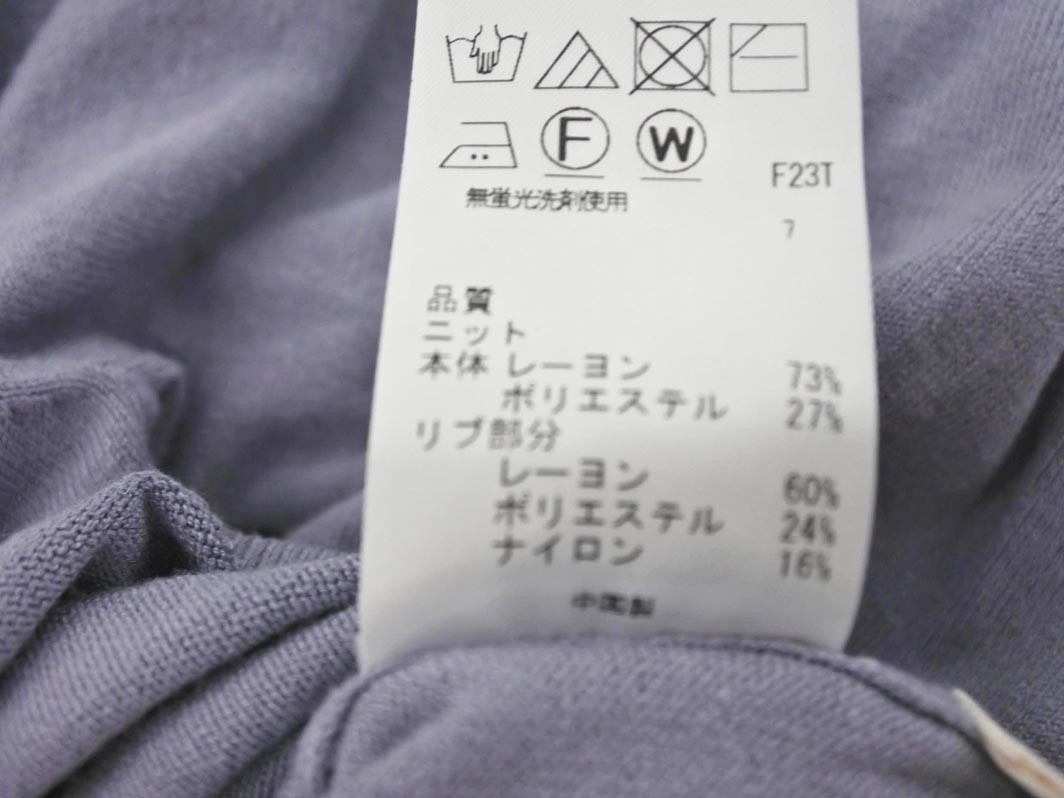 F W
F23T
無蛍光洗剤使用
7
品質
ニット
本体 レーヨン 73%
ポリエステル 27%
リブ部分
レーヨン 60%
ポリエステル 24%
ナイロン 16%
中国製